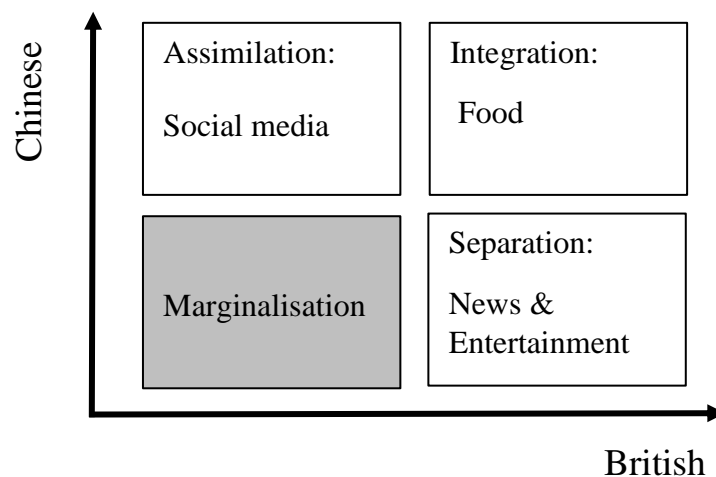 Chinese
Assimilation:
Social media
Integration:
Food
Marginalisation
Separation:
News &
Entertainment
British